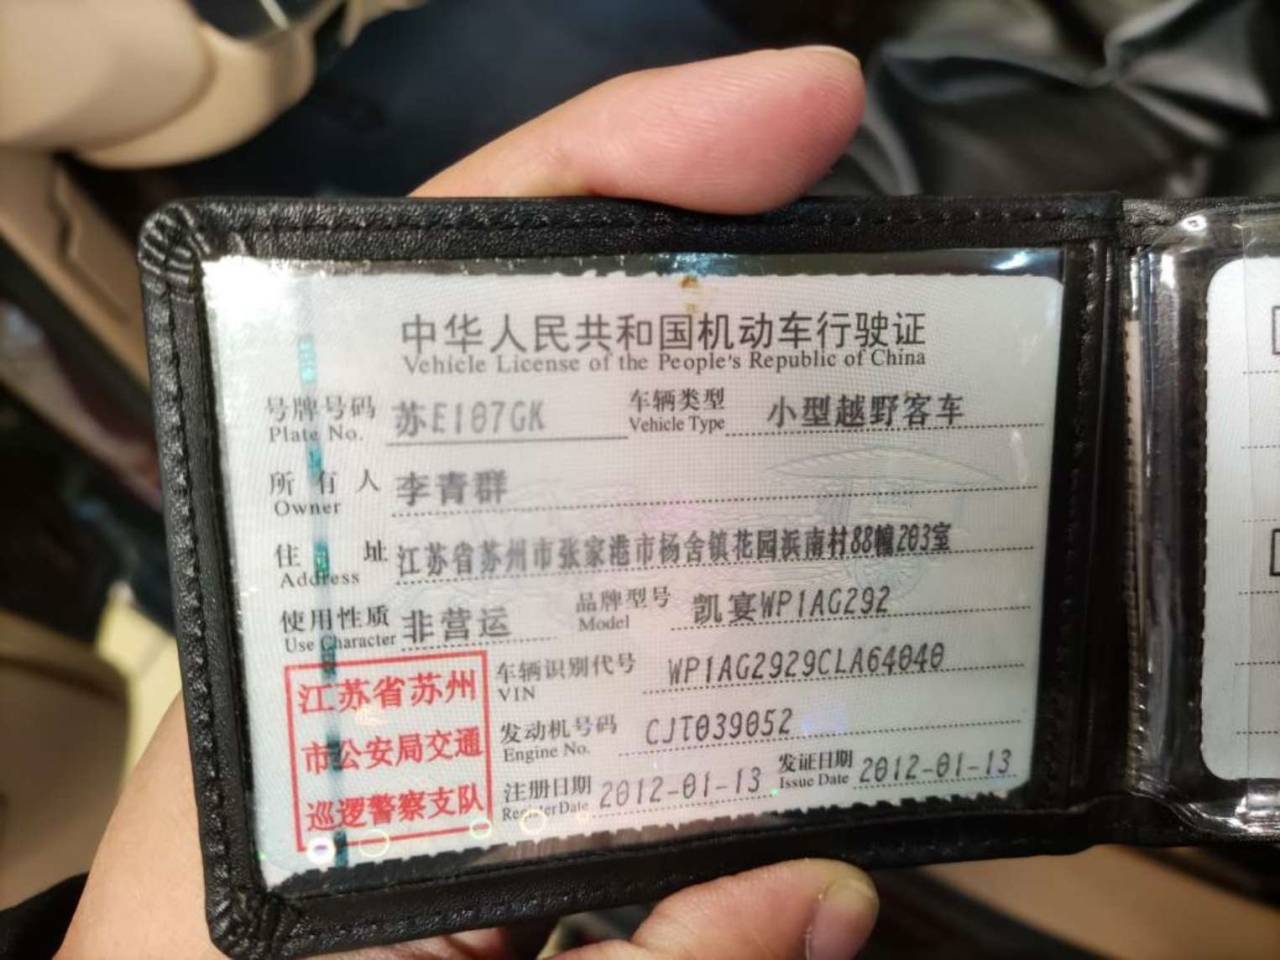 中华人民共和国机动车行驶证
Vehicle License of the People's Republic of China
号牌号码 苏E107GK 车辆类型 小型越野客车
Plate No. Vehicle Type
所有人 李青群
Owner
住址 江苏省苏州市张家港市杨舍镇花园浜南村88幢203室
Address
使用性质 非营运 品牌型号 凯宴WP1AG292
Use Character Model
车辆识别代号 WP1AG2929CLA64040
VIN
发动机号码 CJT039052
Engine No.
注册日期 2012-01-13 发证日期 2012-01-13
Register Date Issue Date
江苏省苏州
市公安局交通
巡逻警察支队